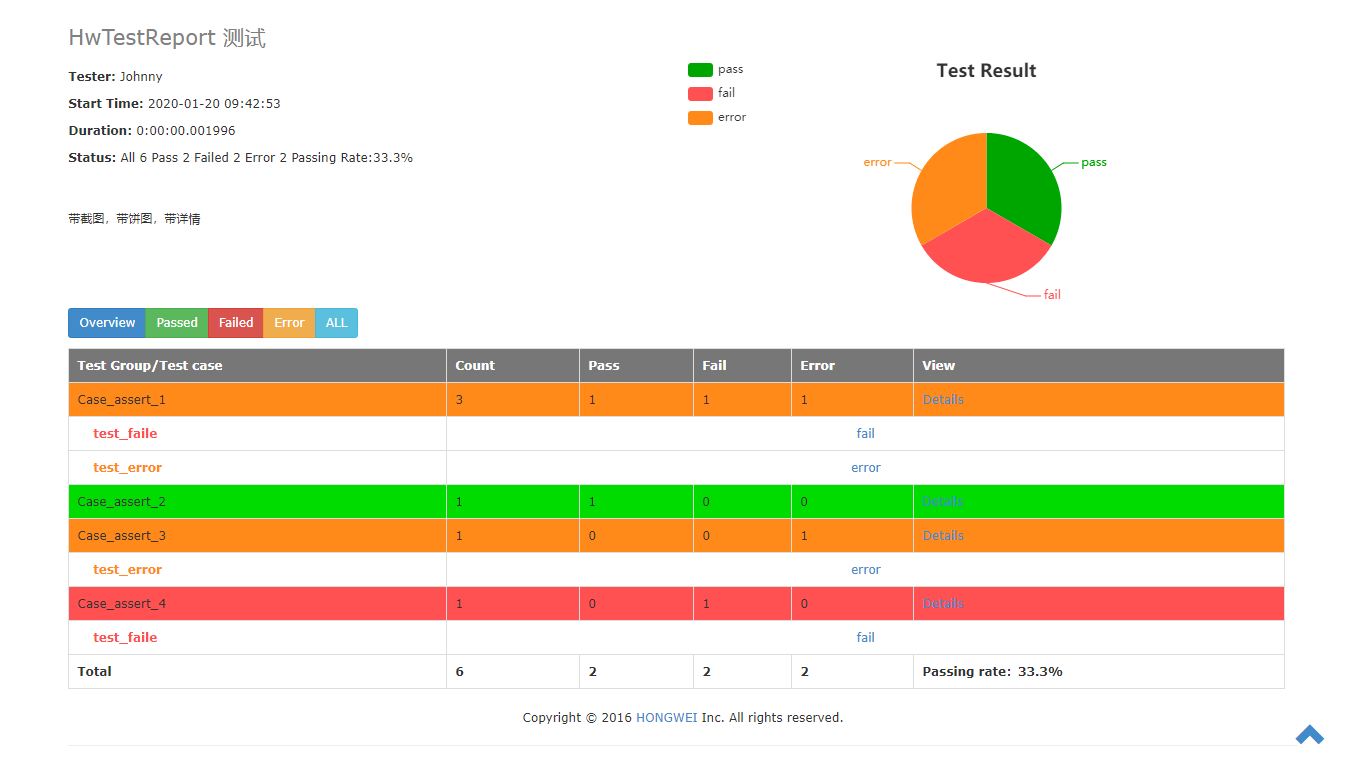 HwTestReport 测试
Tester: Johnny
Start Time: 2020-01-20 09:42:53
Duration: 0:00:00.001996
Status: All 6 Pass 2 Failed 2 Error 2 Passing Rate:33.3%
带截图，带饼图，带详情
pass
fail
error
Test Result
error
pass
fail
Overview Passed Failed Error ALL
Test Group/Test case Count Pass Fail Error View
Case_assert_1 3 1 1 1 Details
test_faile fail
test_error error
Case_assert_2 1 1 0 0 Details
Case_assert_3 1 0 0 1 Details
test_error error
Case_assert_4 1 0 1 0 Details
test_faile fail
Total 6 2 2 2 Passing rate: 33.3%
Copyright © 2016 HONGWEI Inc. All rights reserved.